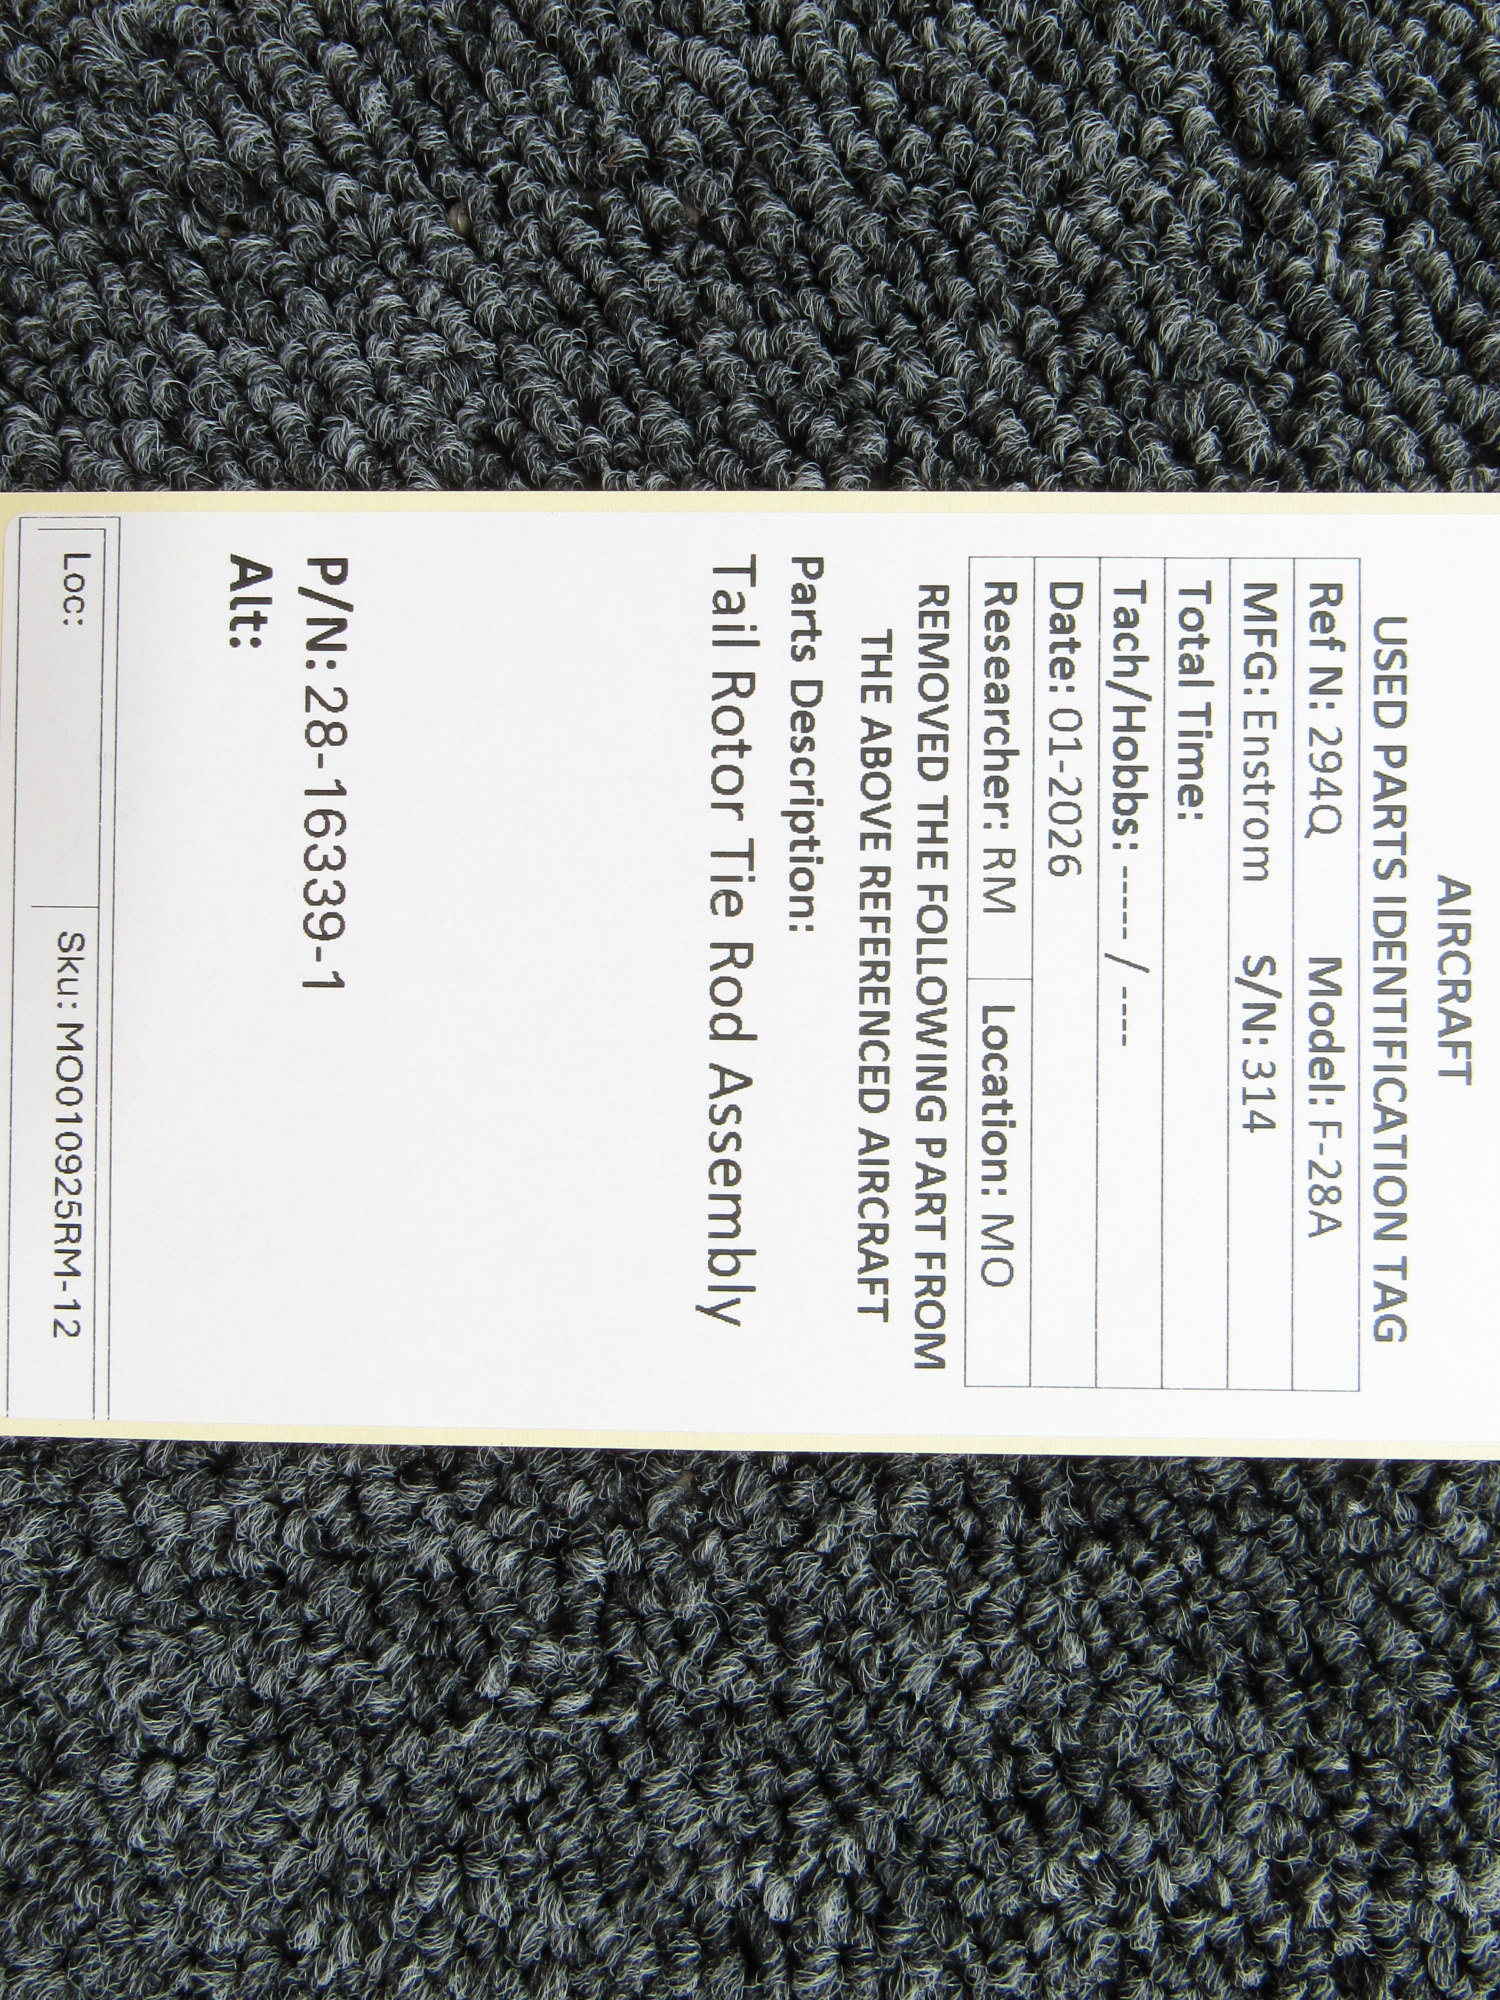 AIRCRAFT
USED PARTS IDENTIFICATION TAG
Ref N: 294Q Model: F-28A
MFG: Enstrom S/N: 314
Total Time:
Tach/Hobbs: ----- / ----
Date: 01-2026
Researcher: RM Location: MO
REMOVED THE FOLLOWING PART FROM
THE ABOVE REFERENCED AIRCRAFT
Parts Description:
Tail Rotor Tie Rod Assembly
P/N: 28-16339-1
Alt:
Loc: Sku: MO010925RM-12